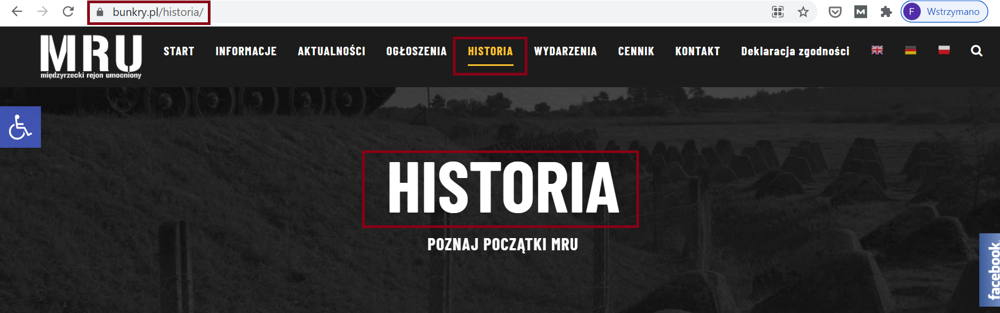 bunkry.pl/historia/
F Wstrzymano
MRU
międzyrzecki rejon umocniony
START INFORMACJE AKTUALNOŚCI OGŁOSZENIA HISTORIA WYDARZENIA CENNIK KONTAKT Deklaracja zgodności
HISTORIA
POZNAJ POCZĄTKI MRU
facebook